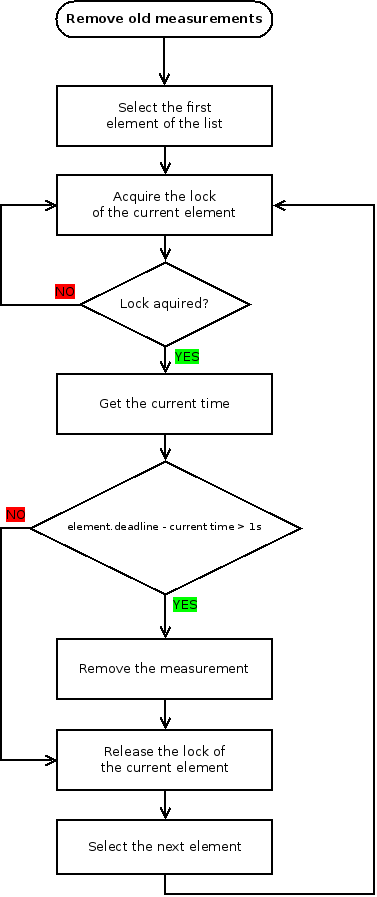 Remove old measurements
Select the first
element of the list
Acquire the lock
of the current element
NO
Lock aquired?
YES
Get the current time
NO
element.deadline - current time > 1s
YES
Remove the measurement
Release the lock of
the current element
Select the next element